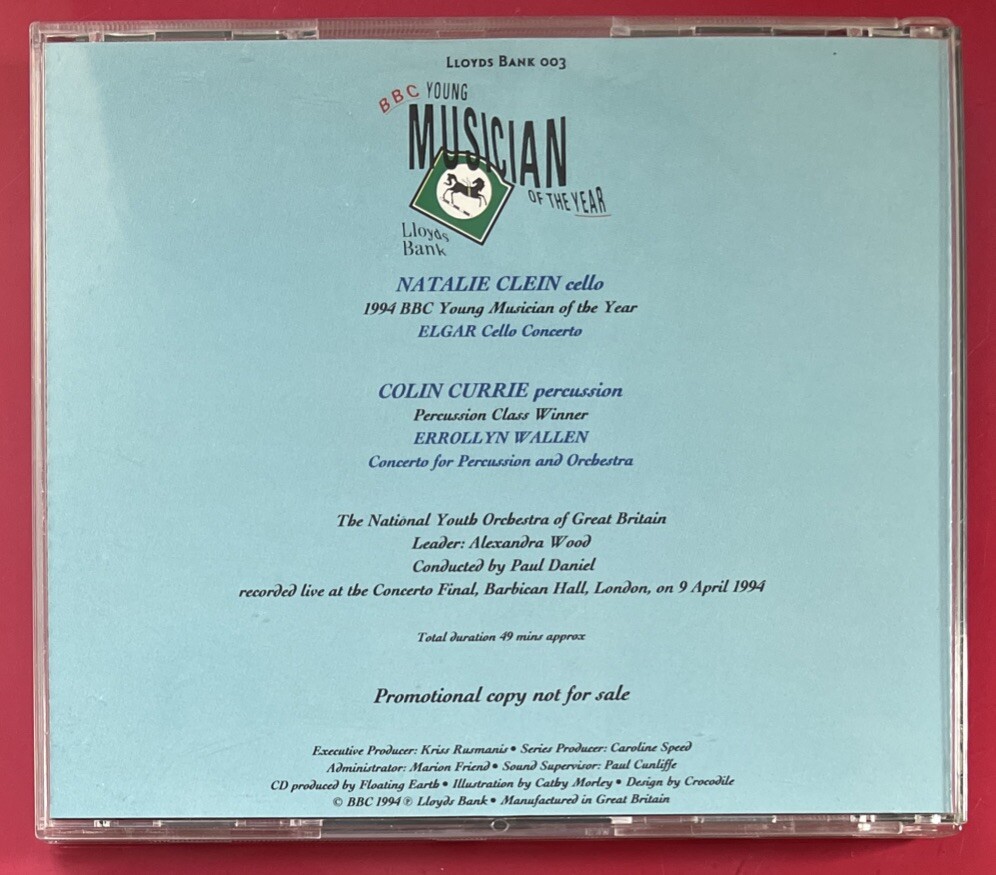 LLOYDS BANK 003
BBC YOUNG
MUSICIAN
OF THE YEAR
Lloyds
Bank
NATALIE CLEIN cello
1994 BBC Young Musician of the Year
ELGAR Cello Concerto
COLIN CURRIE percussion
Percussion Class Winner
ERROLLYN WALLEN
Concerto for Percussion and Orchestra
The National Youth Orchestra of Great Britain
Leader: Alexandra Wood
Conducted by Paul Daniel
recorded live at the Concerto Final, Barbican Hall, London, on 9 April 1994
Total duration 49 mins approx
Promotional copy not for sale
Executive Producer: Kriss Rusmanis • Series Producer: Caroline Speed
Administrator: Marion Friend • Sound Supervisor: Paul Cunliffe
CD produced by Floating Earth • Illustration by Cathy Morley • Design by Crocodile
© BBC 1994 ℗ Lloyds Bank • Manufactured in Great Britain